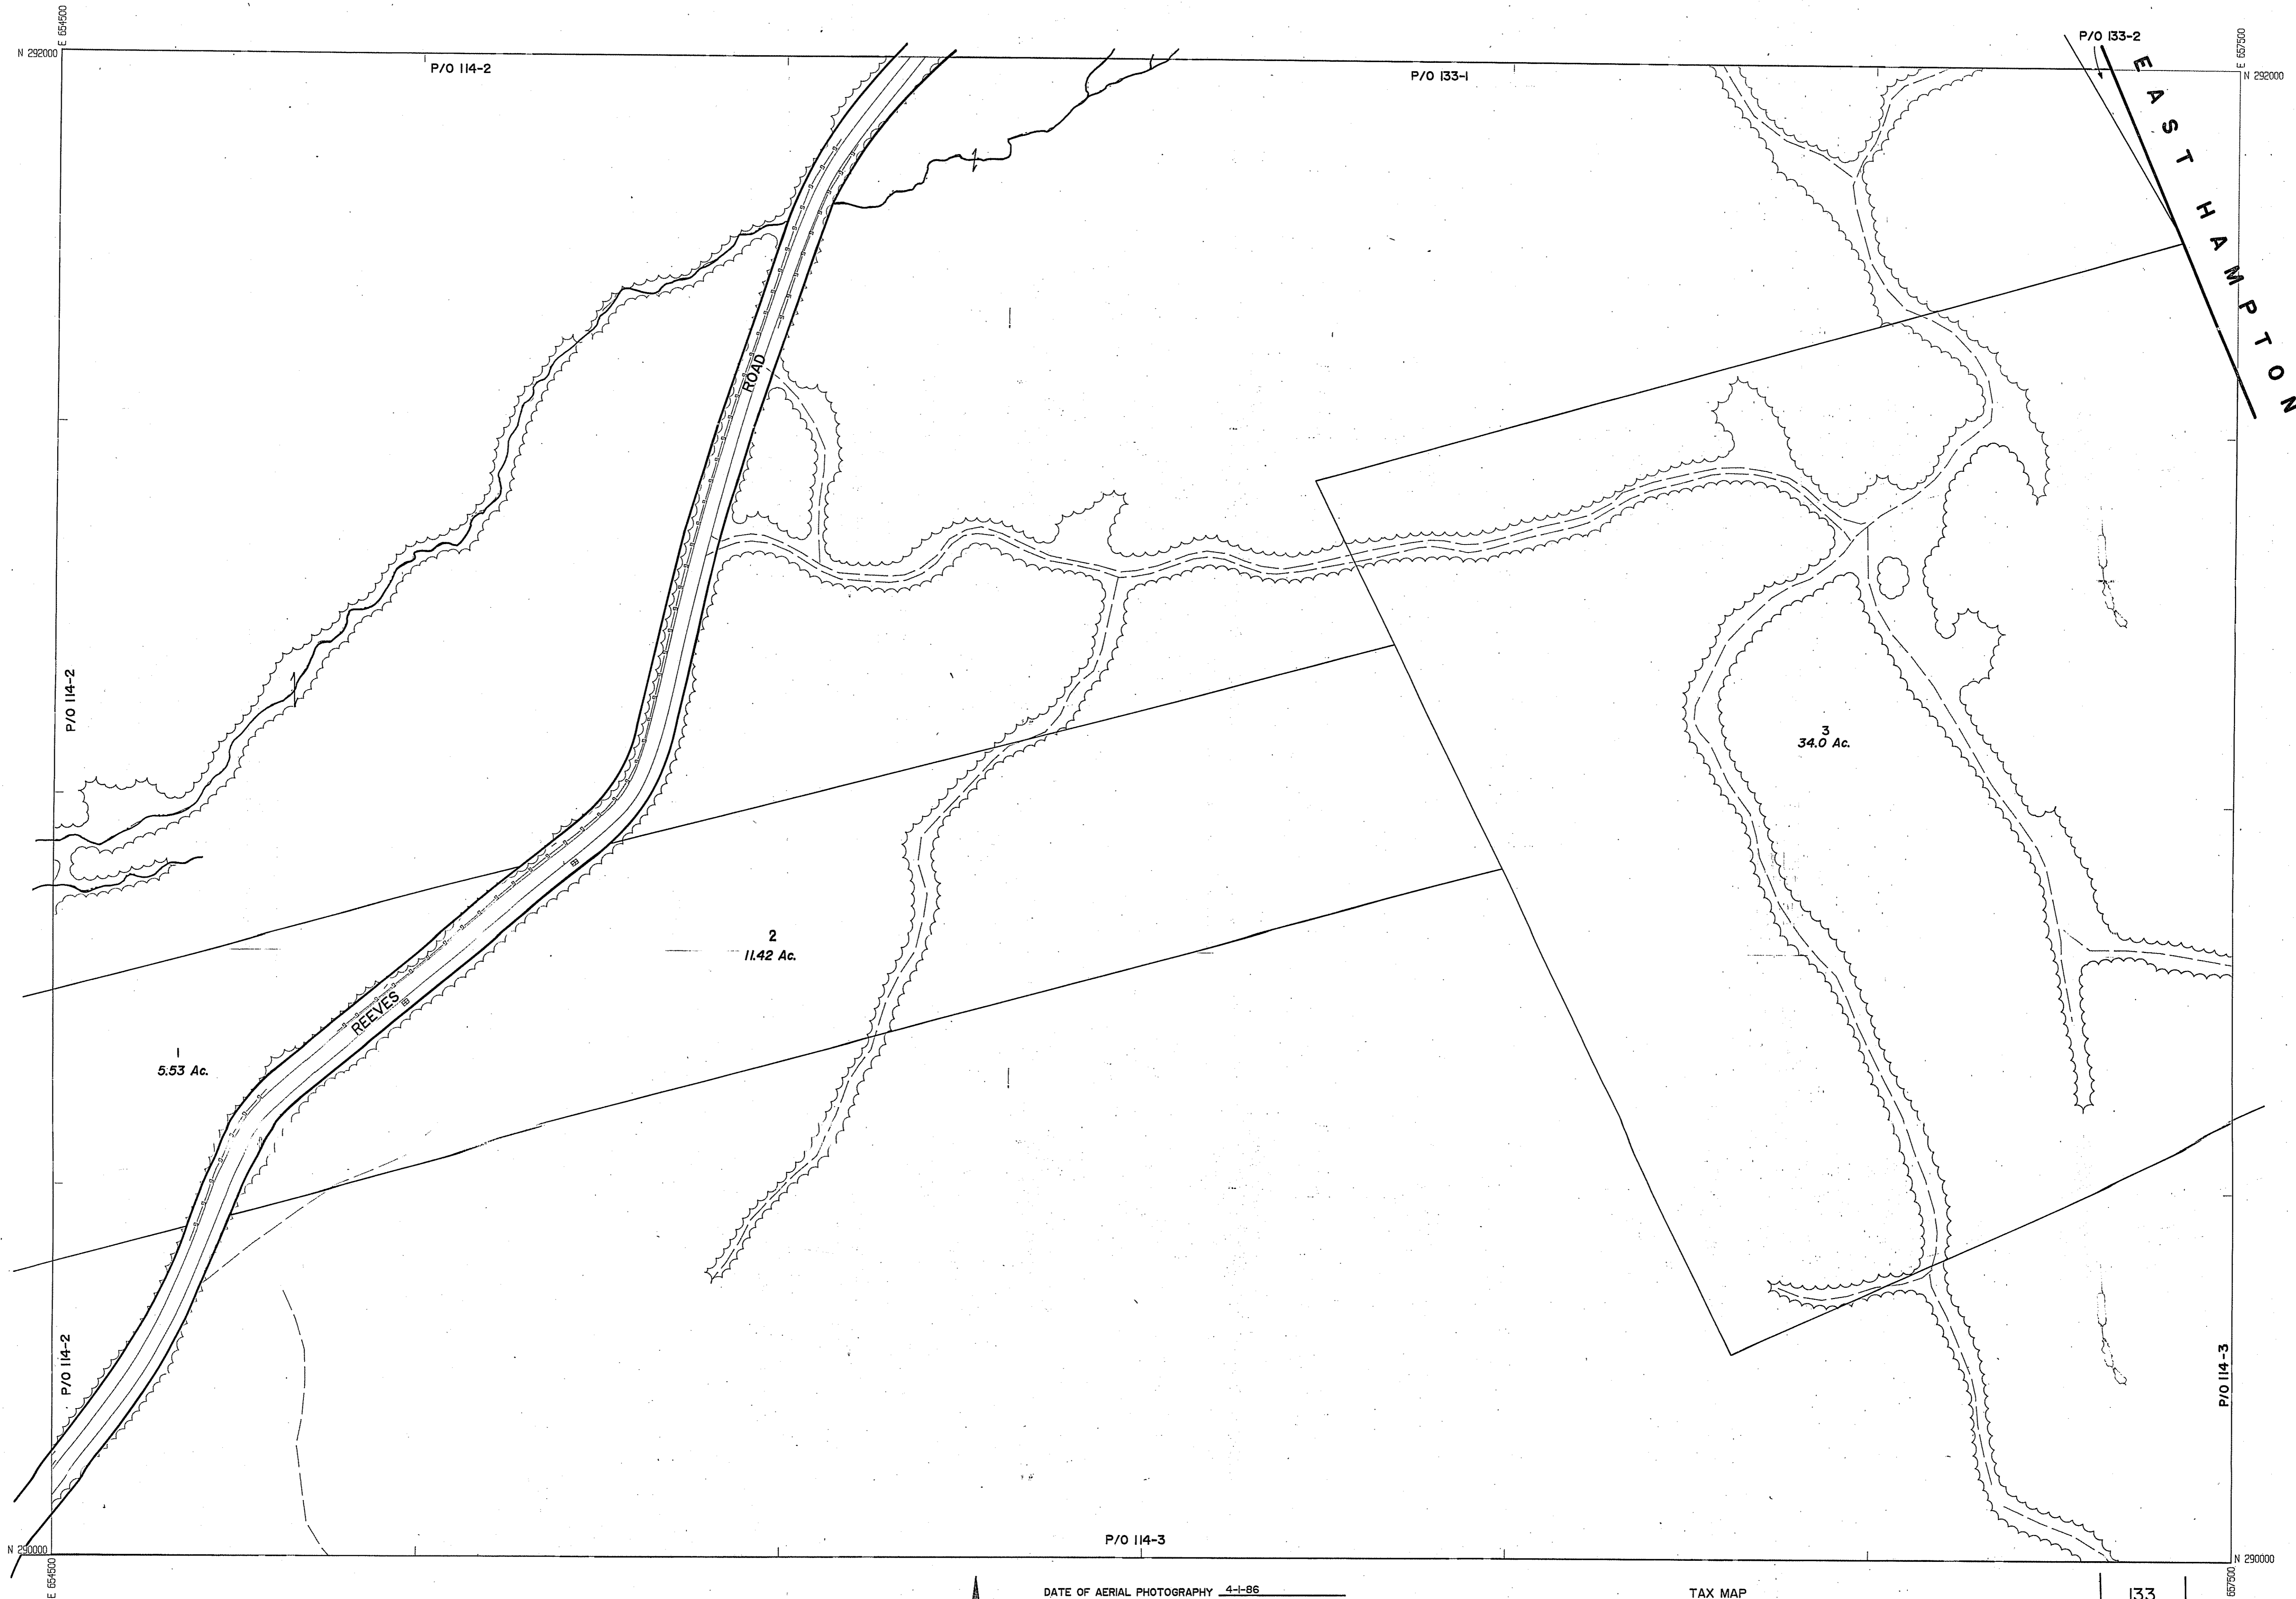 E 654500
N 292000
P/O 114-2
P/O 133-1
P/O 133-2
E 657500
N 292000
EAST HAMPTON
ROAD
P/O 114-2
3
34.0 Ac.
2
11.42 Ac.
REEVES
1
5.53 Ac.
P/O 114-2
P/O 114-3
P/O 114-3
N 290000
E 654500
N 290000
657500
DATE OF AERIAL PHOTOGRAPHY 4-1-86
TAX MAP
133